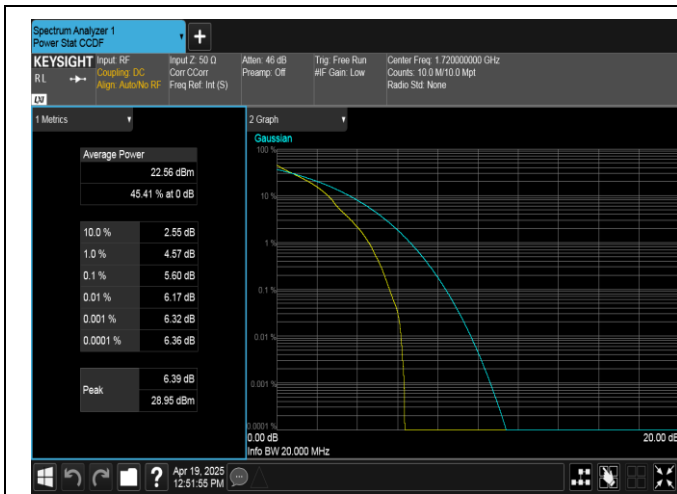 Spectrum Analyzer 1
Power Stat CCDF
+
KEYSIGHT
RL
LXI
Input: RF
Coupling: DC
Align: Auto/No RF
Input Z: 50 Ω
Corr CCorr
Freq Ref: Int (S)
Atten: 46 dB
Preamp: Off
Trig: Free Run
#IF Gain: Low
Center Freq: 1.720000000 GHz
Counts: 10.0 M/10.0 Mpt
Radio Std: None
1 Metrics
Average Power
22.56 dBm
45.41 % at 0 dB
10.0 % 2.55 dB
1.0 % 4.57 dB
0.1 % 5.60 dB
0.01 % 6.17 dB
0.001 % 6.32 dB
0.0001 % 6.36 dB
Peak
6.39 dB
28.95 dBm
2 Graph
Gaussian
100 %
10 %
1 %
0.1 %
0.01 %
0.001 %
0.0001 %
0.00 dB 20.00 dB
Info BW 20.000 MHz
?
Apr 19, 2025
12:51:55 PM